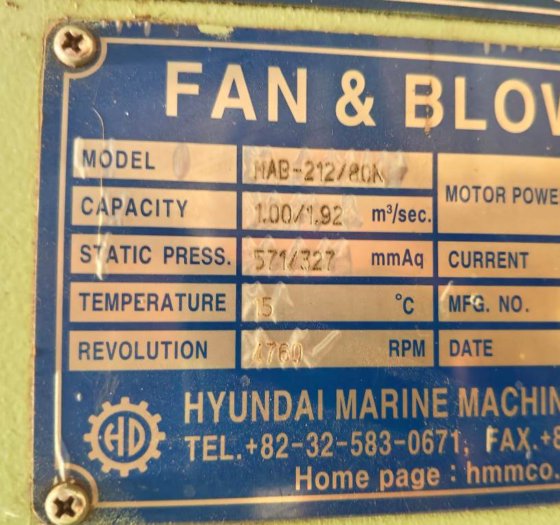 FAN & BLOW
MODEL HAB-212/80K
CAPACITY 1.00/1.92 m³/sec.
STATIC PRESS. 571/327 mmAq
TEMPERATURE 15 °C
REVOLUTION 1760 RPM
MOTOR POWE
CURRENT
MFG. NO.
DATE
HD
HYUNDAI MARINE MACHIN
TEL.+82-32-583-0671, FAX.+8
Home page : hmmco